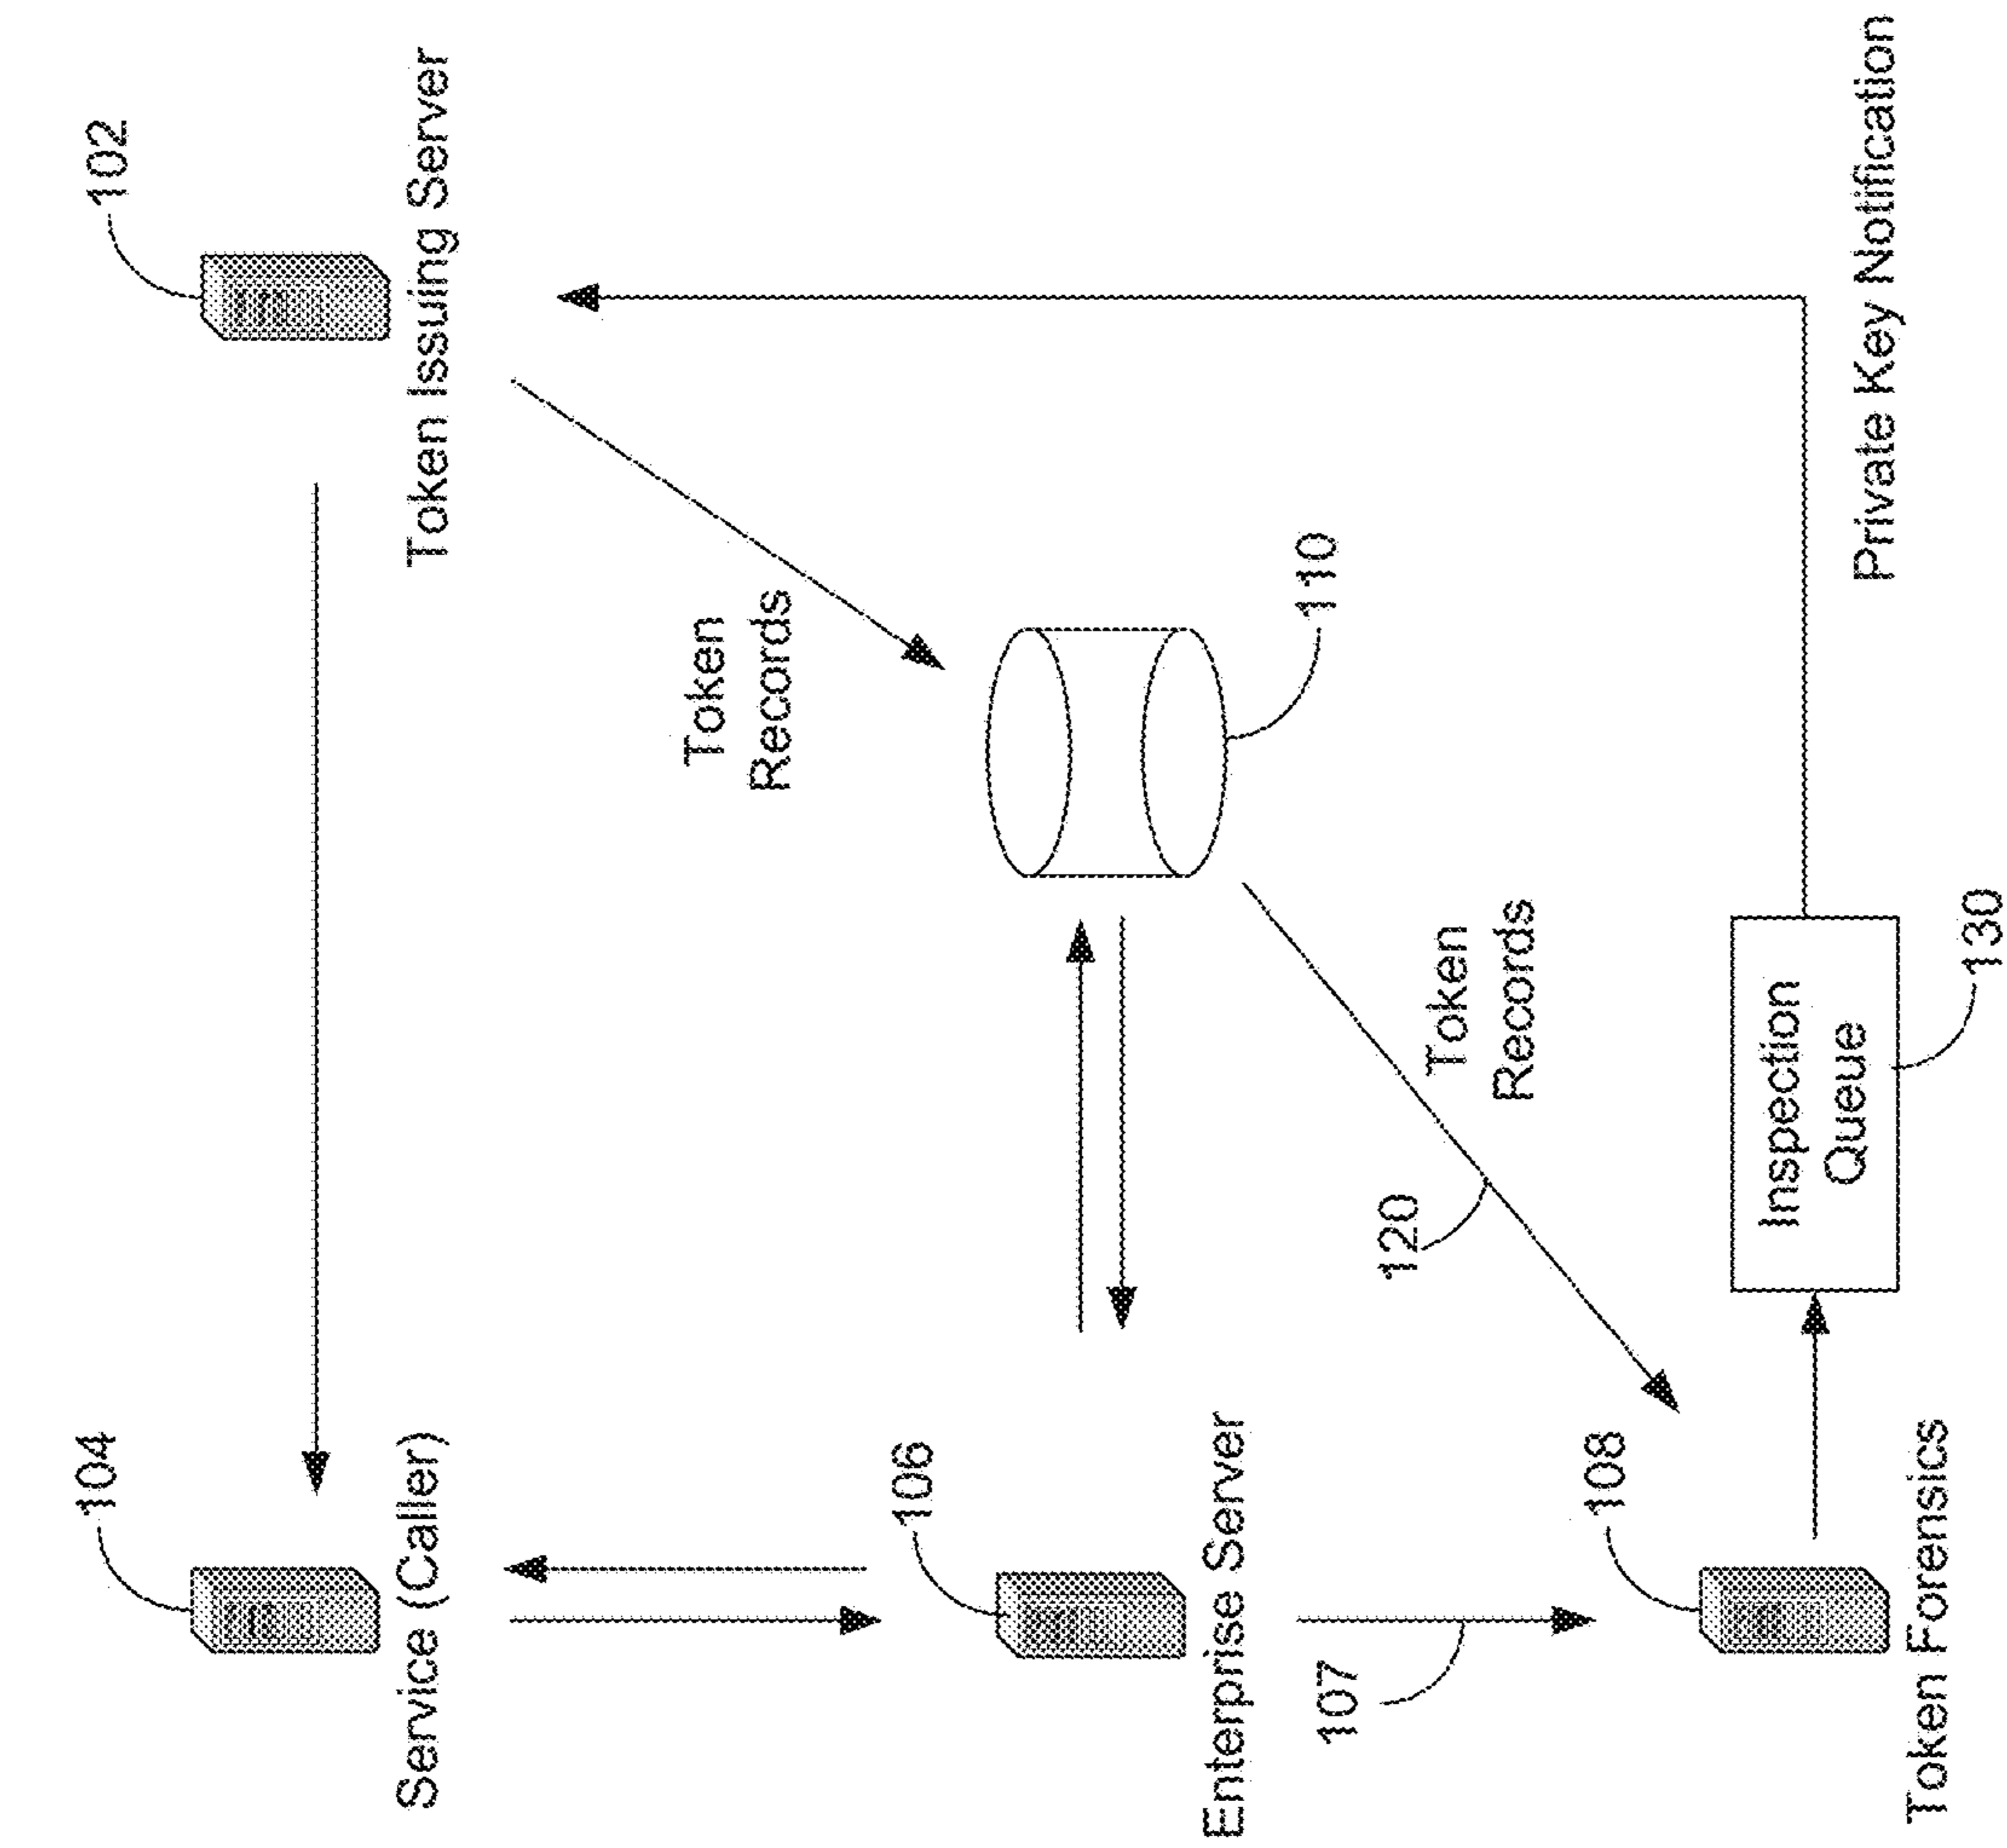 102
Token Issuing Server
104
Service (Caller)
Token
Records
110
106
Enterprise Server
107
120
Token
Records
108
Token Forensics
Inspection
Queue
130
Private Key Notification